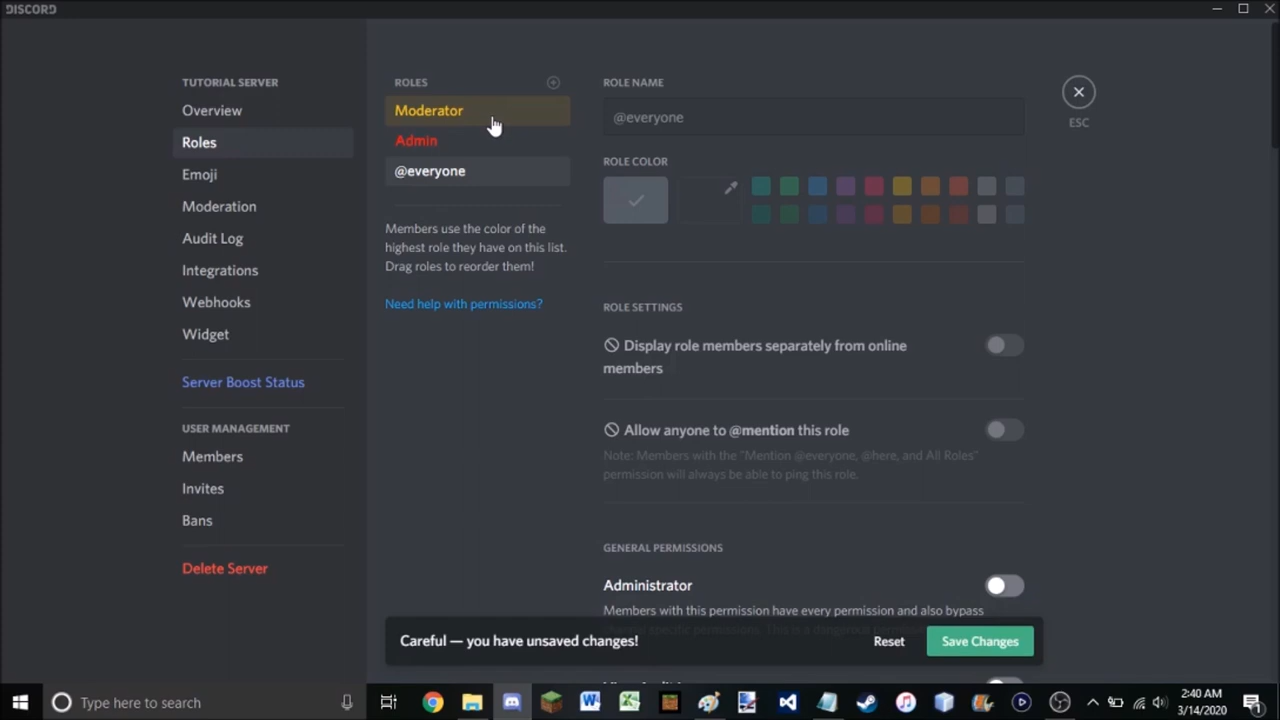 DISCORD
TUTORIAL SERVER
Overview
Roles
Emoji
Moderation
Audit Log
Integrations
Webhooks
Widget
Server Boost Status
USER MANAGEMENT
Members
Invites
Bans
Delete Server
ROLES
Moderator
Admin
@everyone
Members use the color of the
highest role they have on this list.
Drag roles to reorder them!
Need help with permissions?
ROLE NAME
@everyone
ROLE COLOR
ROLE SETTINGS
Display role members separately from online
members
Allow anyone to @mention this role
Note: Members with the "Mention @everyone, @here, and All Roles"
permission will always be able to ping this role.
GENERAL PERMISSIONS
Administrator
Members with this permission have every permission and also bypass
ESC
Careful — you have unsaved changes!
Reset
Save Changes
Type here to search
2:40 AM
3/14/2020
1